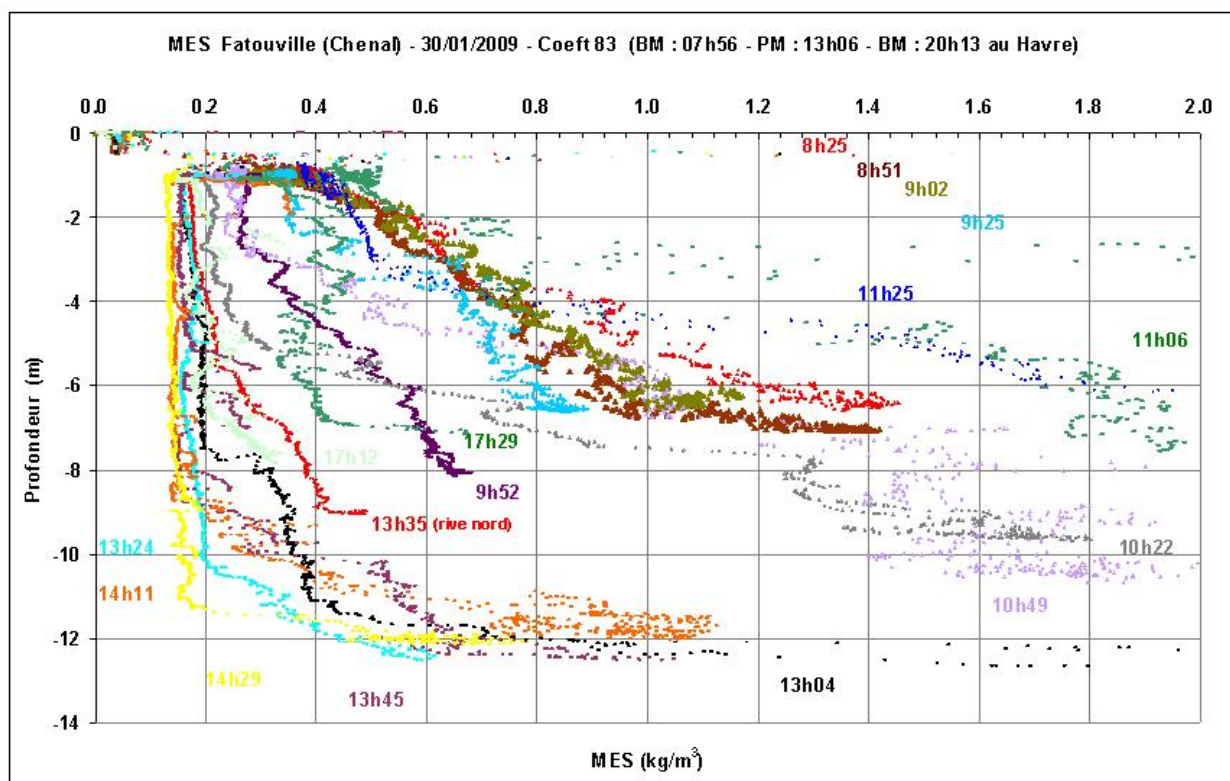 MES Fatouville (Chenal) - 30/01/2009 - Coeft 83 (BM : 07h56 - PM : 13h06 - BM : 20h13 au Havre)
0.0 0.2 0.4 0.6 0.8 1.0 1.2 1.4 1.6 1.8 2.0
0
-2
-4
-6
-8
-10
-12
-14
Profondeur (m)
8h25
8h51
9h02
9h25
11h25
11h06
17h29
17h12
9h52
13h35 (rive nord)
13h24
10h22
14h11
10h49
14h29
13h45
13h04
MES (kg/m³)